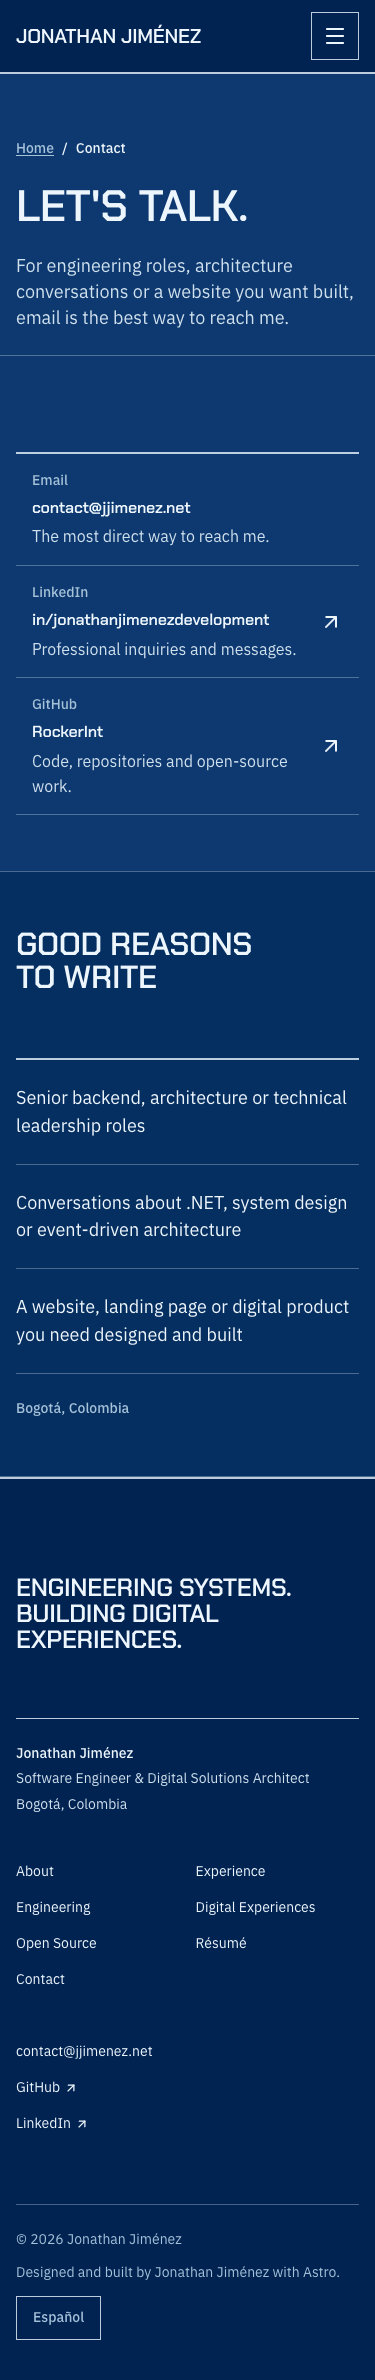 JONATHAN JIMÉNEZ
Home / Contact
LET'S TALK.
For engineering roles, architecture
conversations or a website you want built,
email is the best way to reach me.
Email
contact@jjimenez.net
The most direct way to reach me.
LinkedIn
in/jonathanjimenezdevelopment
Professional inquiries and messages.
GitHub
RockerInt
Code, repositories and open-source
work.
GOOD REASONS
TO WRITE
Senior backend, architecture or technical
leadership roles
Conversations about .NET, system design
or event-driven architecture
A website, landing page or digital product
you need designed and built
Bogotá, Colombia
ENGINEERING SYSTEMS.
BUILDING DIGITAL
EXPERIENCES.
Jonathan Jiménez
Software Engineer & Digital Solutions Architect
Bogotá, Colombia
About Experience
Engineering Digital Experiences
Open Source Résumé
Contact
contact@jjimenez.net
GitHub
LinkedIn
© 2026 Jonathan Jiménez
Designed and built by Jonathan Jiménez with Astro.
Español